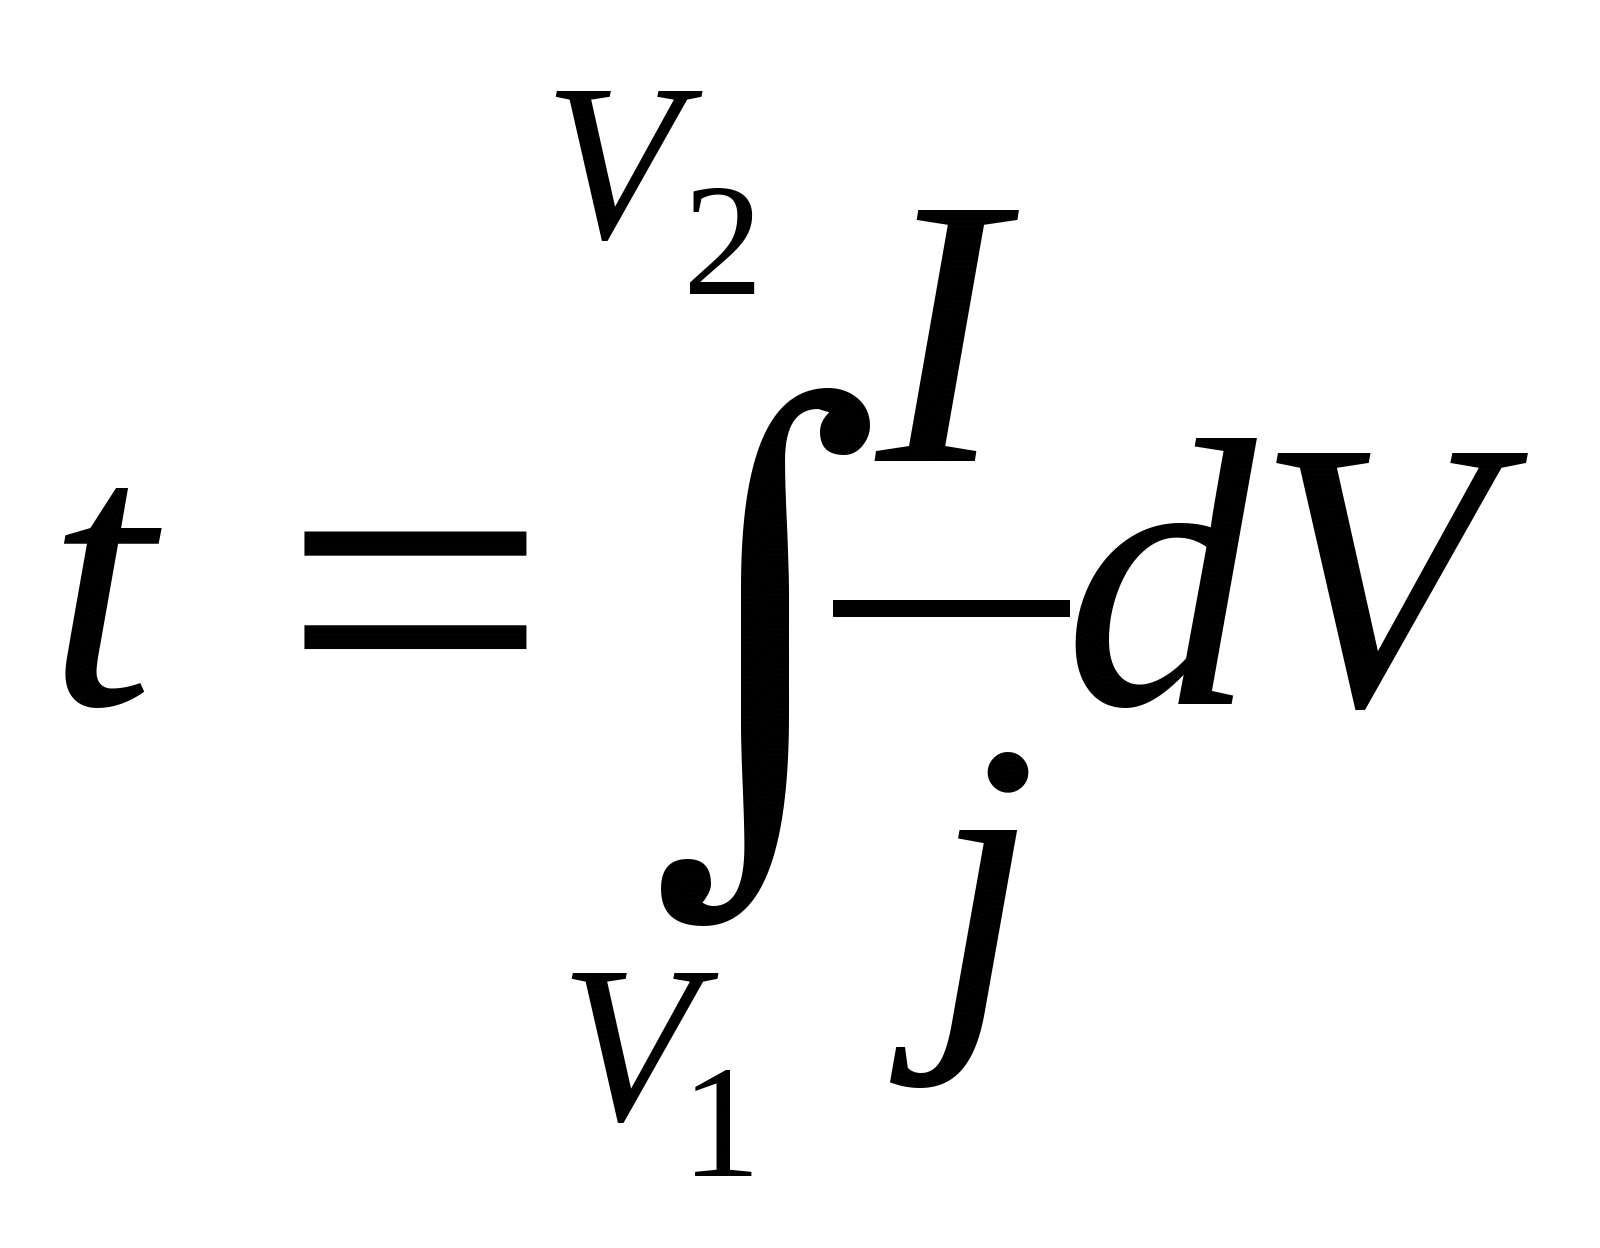 t = ∫_{V₁}^{V₂} I/j dV